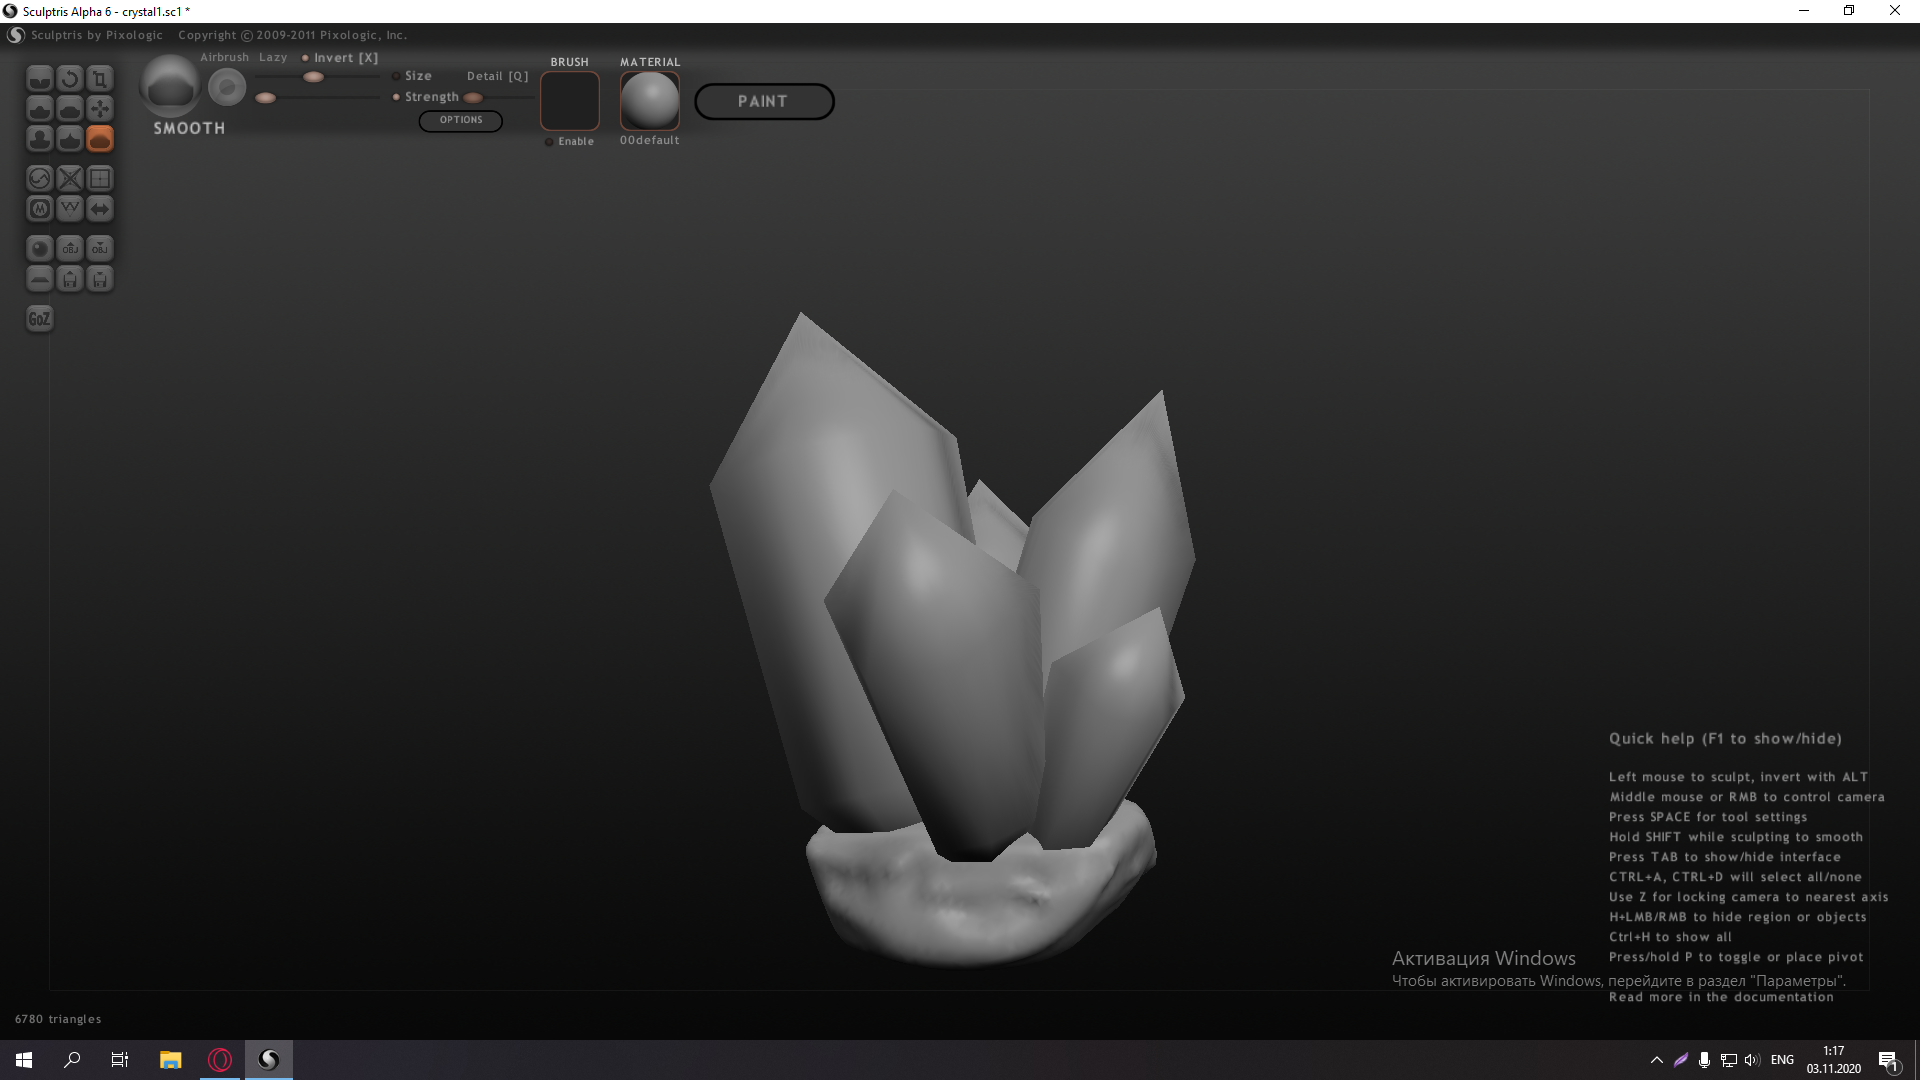 Sculptris Alpha 6 - crystal1.sc1 *
Sculptris by Pixologic Copyright © 2009-2011 Pixologic, Inc.
Airbrush Lazy Invert [X]
Size Detail [Q]
Strength
OPTIONS
SMOOTH
BRUSH
Enable
MATERIAL
00default
PAINT
OBJ OBJ
GoZ
Quick help (F1 to show/hide)
Left mouse to sculpt, invert with ALT
Middle mouse or RMB to control camera
Press SPACE for tool settings
Hold SHIFT while sculpting to smooth
Press TAB to show/hide interface
CTRL+A, CTRL+D will select all/none
Use Z for locking camera to nearest axis
H+LMB/RMB to hide region or objects
Ctrl+H to show all
Press/hold P to toggle or place pivot
Read more in the documentation
Активация Windows
Чтобы активировать Windows, перейдите в раздел "Параметры".
6780 triangles
ENG
1:17
03.11.2020
1